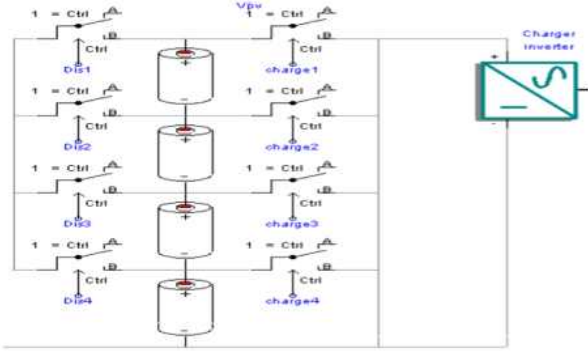 Vpv
1 = Ctrl A 1 = Ctrl A
B B
Ctrl Ctrl
Dis1 charge1
Charger
inverter
+
-
+
-
1 = Ctrl A 1 = Ctrl A
B B
Ctrl Ctrl
Dis2 charge2
+
-
1 = Ctrl A 1 = Ctrl A
B B
Ctrl Ctrl
Dis3 charge3
+
-
1 = Ctrl A 1 = Ctrl A
B B
Ctrl Ctrl
Dis4 charge4
+
-